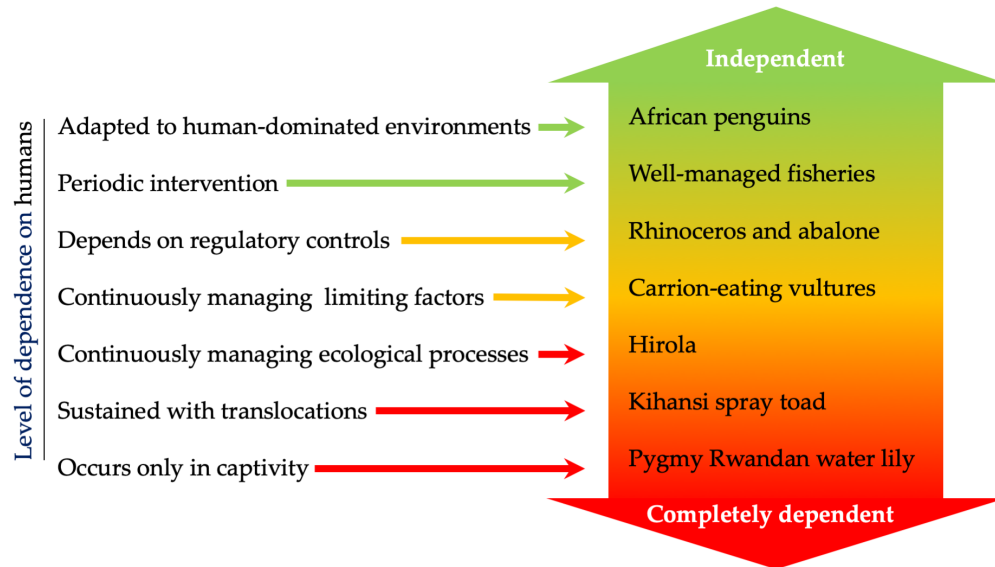 Independent
Level of dependence on humans
Adapted to human-dominated environments
African penguins
Periodic intervention
Well-managed fisheries
Depends on regulatory controls
Rhinoceros and abalone
Continuously managing  limiting factors
Carrion-eating vultures
Continuously managing ecological processes
Hirola
Sustained with translocations
Kihansi spray toad
Occurs only in captivity
Pygmy Rwandan water lily
Completely dependent